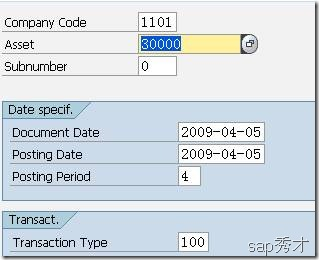 Company Code 1101
Asset 30000
Subnumber 0
Date specif.
Document Date 2009-04-05
Posting Date 2009-04-05
Posting Period 4
Transact.
Transaction Type 100
sap秀才